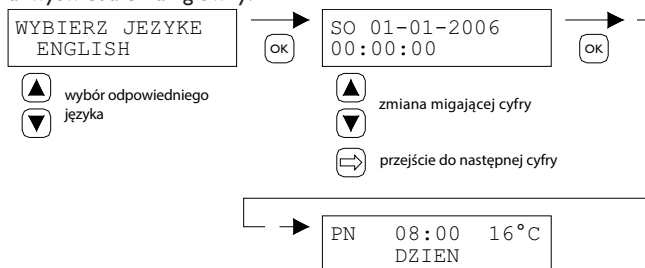 WYBIERZ JEZYKE
ENGLISH
OK
SO 01-01-2006
00:00:00
OK
wybór odpowiedniego
języka
zmiana migającej cyfry
przejście do następnej cyfry
PN 08:00 16°C
DZIEN